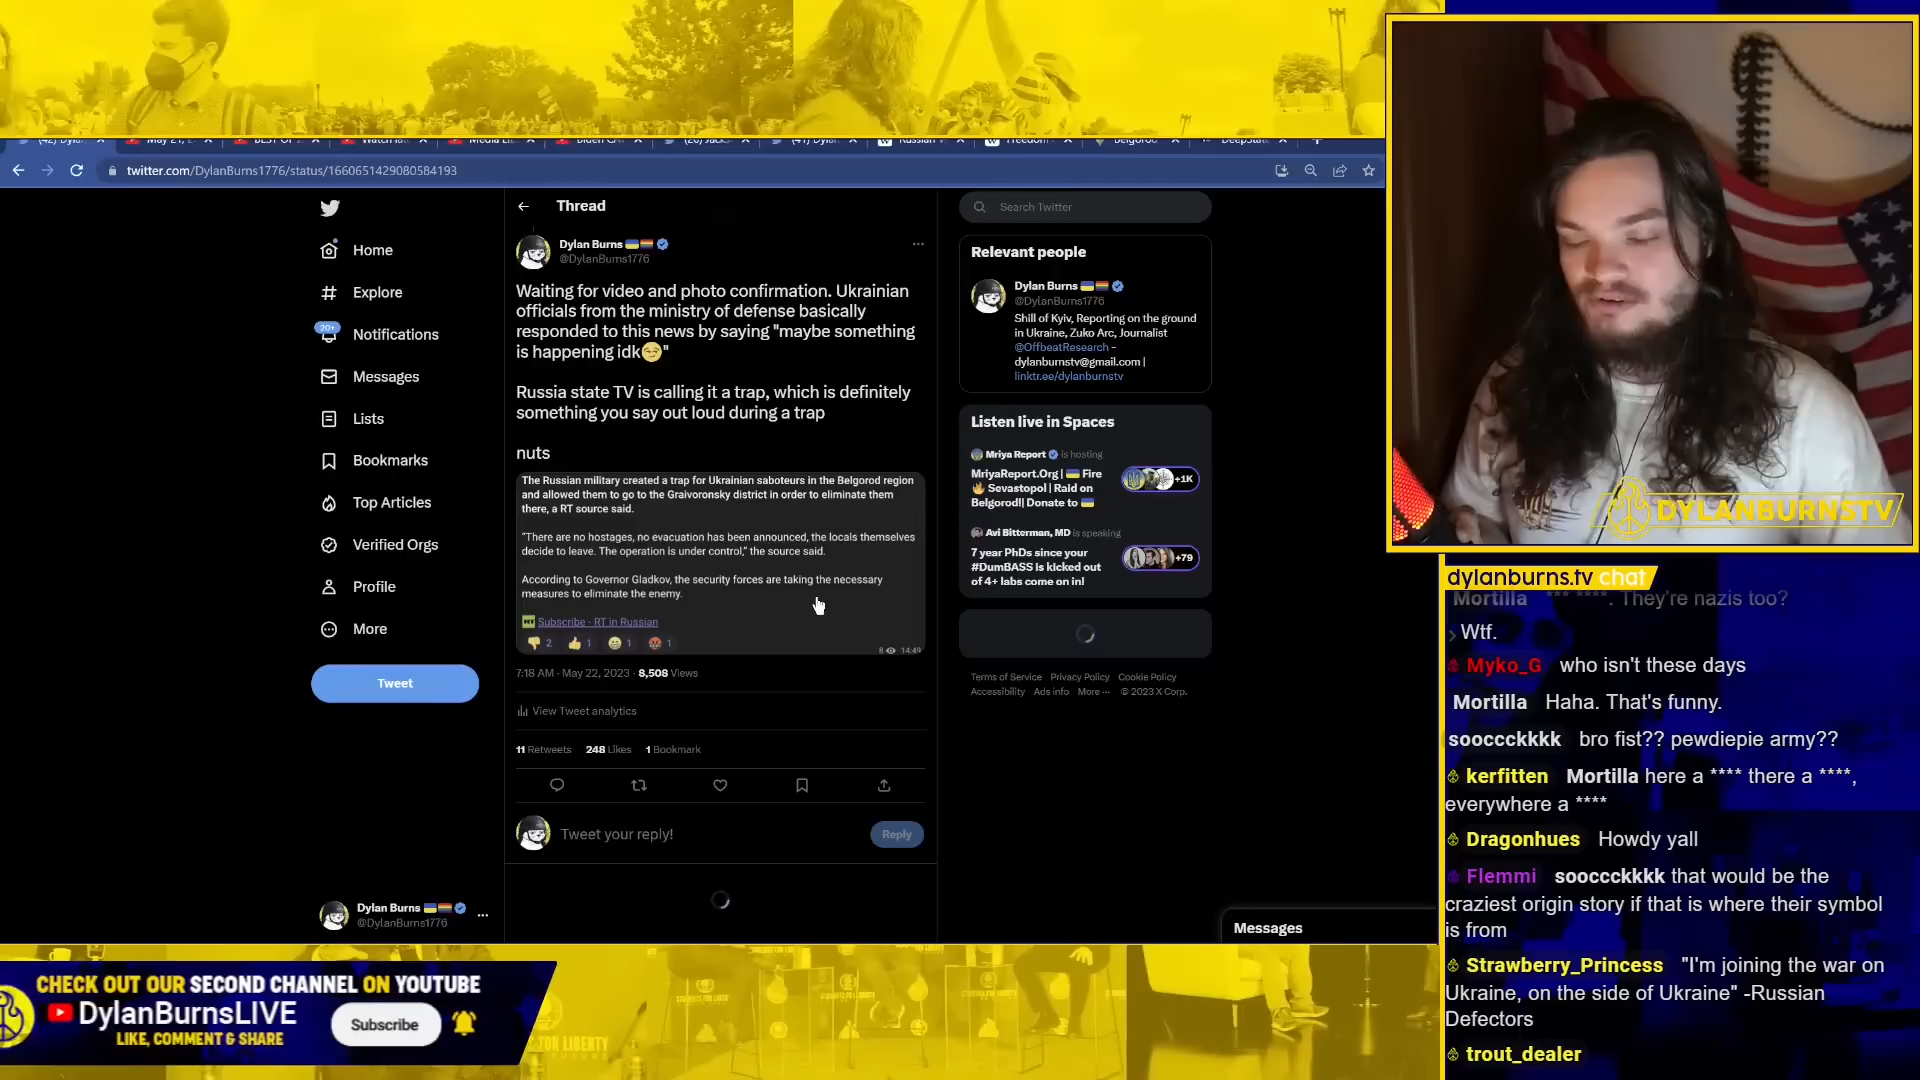 twitter.com/DylanBurns1776/status/1660651429080584193
Home
Explore
20+
Notifications
Messages
Lists
Bookmarks
Top Articles
Verified Orgs
Profile
More
Tweet
Dylan Burns
@DylanBurns1776
Thread
Dylan Burns
@DylanBurns1776
Waiting for video and photo confirmation. Ukrainian
officials from the ministry of defense basically
responded to this news by saying "maybe something
is happening idk😏"
Russia state TV is calling it a trap, which is definitely
something you say out loud during a trap
nuts
The Russian military created a trap for Ukrainian saboteurs in the Belgorod region
and allowed them to go to the Graivoronsky district in order to eliminate them
there, a RT source said.
"There are no hostages, no evacuation has been announced, the locals themselves
decide to leave. The operation is under control," the source said.
According to Governor Gladkov, the security forces are taking the necessary
measures to eliminate the enemy.
Subscribe - RT in Russian
2 1 1 1
8 14:49
7:18 AM · May 22, 2023 · 8,508 Views
View Tweet analytics
11 Retweets 248 Likes 1 Bookmark
Tweet your reply!
Reply
Search Twitter
Relevant people
Dylan Burns
@DylanBurns1776
Shill of Kyiv, Reporting on the ground
in Ukraine, Zuko Arc, Journalist
@OffbeatResearch -
dylanburnstv@gmail.com |
linktr.ee/dylanburnstv
Listen live in Spaces
Mriya Report is hosting
MriyaReport.Org | 🇺🇦 Fire
🔥 Sevastopol | Raid on
Belgorod!| Donate to 🇺🇦
+1K
Avi Bitterman, MD is speaking
7 year PhDs since your
#DumBASS is kicked out
of 4+ labs come on in!
+79
Terms of Service Privacy Policy Cookie Policy
Accessibility Ads info More ··· © 2023 X Corp.
Messages
DYLANBURNSTV
dylanburns.tv chat
Mortilla *** ****. They're nazis too?
Wtf.
Myko_G who isn't these days
Mortilla Haha. That's funny.
sooccckkkk bro fist?? pewdiepie army??
kerfitten Mortilla here a **** there a ****,
everywhere a ****
Dragonhues Howdy yall
Flemmi sooccckkkk that would be the
craziest origin story if that is where their symbol
is from
Strawberry_Princess "I'm joining the war on
Ukraine, on the side of Ukraine" -Russian
Defectors
trout_dealer
CHECK OUT OUR SECOND CHANNEL ON YOUTUBE
DylanBurnsLIVE
LIKE, COMMENT & SHARE
Subscribe